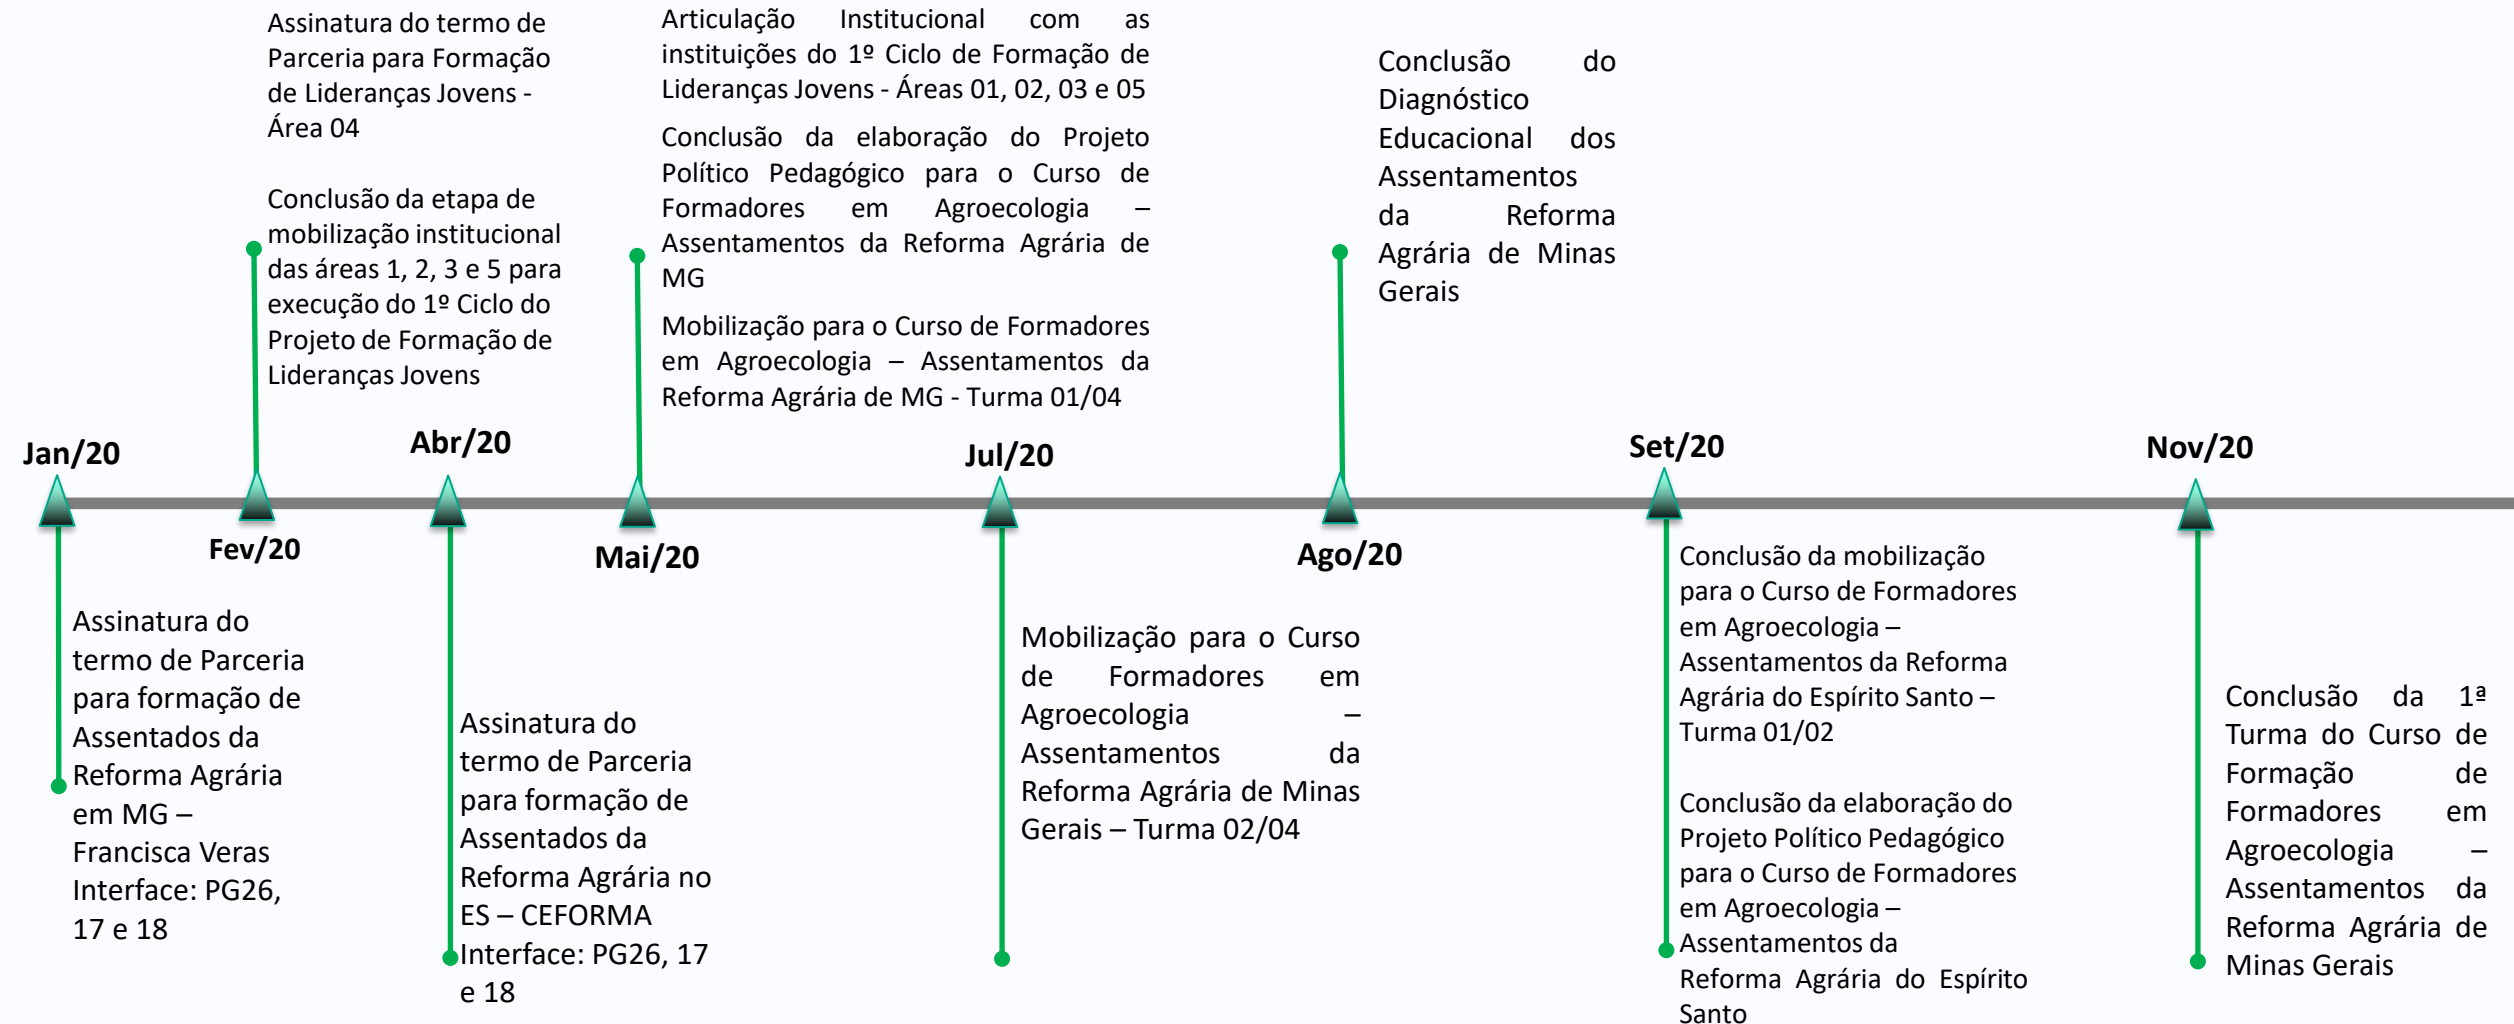 Assinatura do termo de
Parceria para Formação
de Lideranças Jovens -
Área 04
Conclusão da etapa de
mobilização institucional
das áreas 1, 2, 3 e 5 para
execução do 1º Ciclo do
Projeto de Formação de
Lideranças Jovens
Articulação Institucional com as
instituições do 1º Ciclo de Formação de
Lideranças Jovens - Áreas 01, 02, 03 e 05
Conclusão da elaboração do Projeto
Político Pedagógico para o Curso de
Formadores em Agroecologia –
Assentamentos da Reforma Agrária de
MG
Mobilização para o Curso de Formadores
em Agroecologia – Assentamentos da
Reforma Agrária de MG - Turma 01/04
Conclusão do
Diagnóstico
Educacional dos
Assentamentos
da Reforma
Agrária de Minas
Gerais
Jan/20
Abr/20
Jul/20
Set/20
Nov/20
Fev/20
Mai/20
Ago/20
Assinatura do
termo de Parceria
para formação de
Assentados da
Reforma Agrária
em MG –
Francisca Veras
Interface: PG26,
17 e 18
Assinatura do
termo de Parceria
para formação de
Assentados da
Reforma Agrária no
ES – CEFORMA
Interface: PG26, 17
e 18
Mobilização para o Curso
de Formadores em
Agroecologia –
Assentamentos da
Reforma Agrária de Minas
Gerais – Turma 02/04
Conclusão da mobilização
para o Curso de Formadores
em Agroecologia –
Assentamentos da Reforma
Agrária do Espírito Santo –
Turma 01/02
Conclusão da elaboração do
Projeto Político Pedagógico
para o Curso de Formadores
em Agroecologia –
Assentamentos da
Reforma Agrária do Espírito
Santo
Conclusão da 1ª
Turma do Curso de
Formação de
Formadores em
Agroecologia –
Assentamentos da
Reforma Agrária de
Minas Gerais